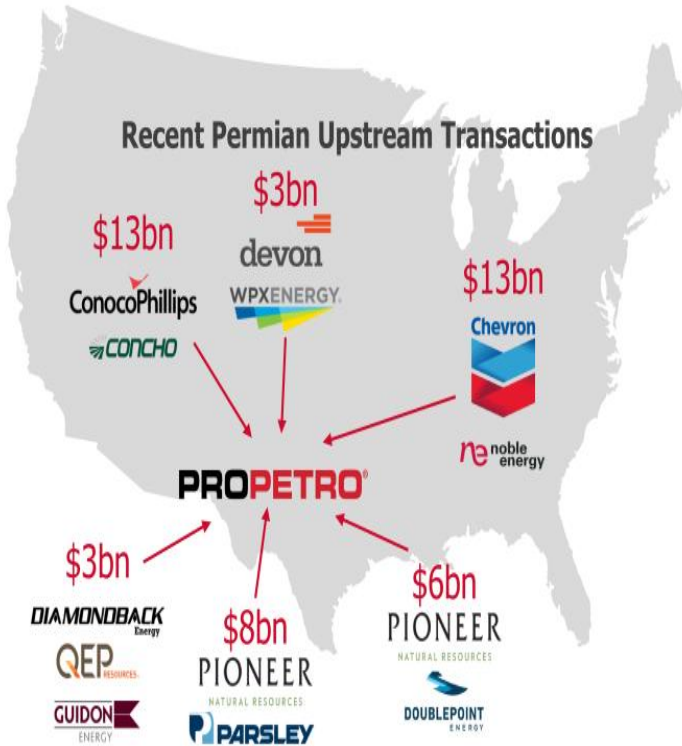 Recent Permian Upstream Transactions
$3bn
devon
WPXENERGY.
$13bn
ConocoPhillips
CONCHO
$13bn
Chevron
ne noble
energy
PROPETRO®
$3bn
DIAMONDBACK
Energy
QEP RESOURCES
GUIDON
ENERGY
$8bn
PIONEER
NATURAL RESOURCES
PARSLEY
$6bn
PIONEER
NATURAL RESOURCES
DOUBLEPOINT
ENERGY